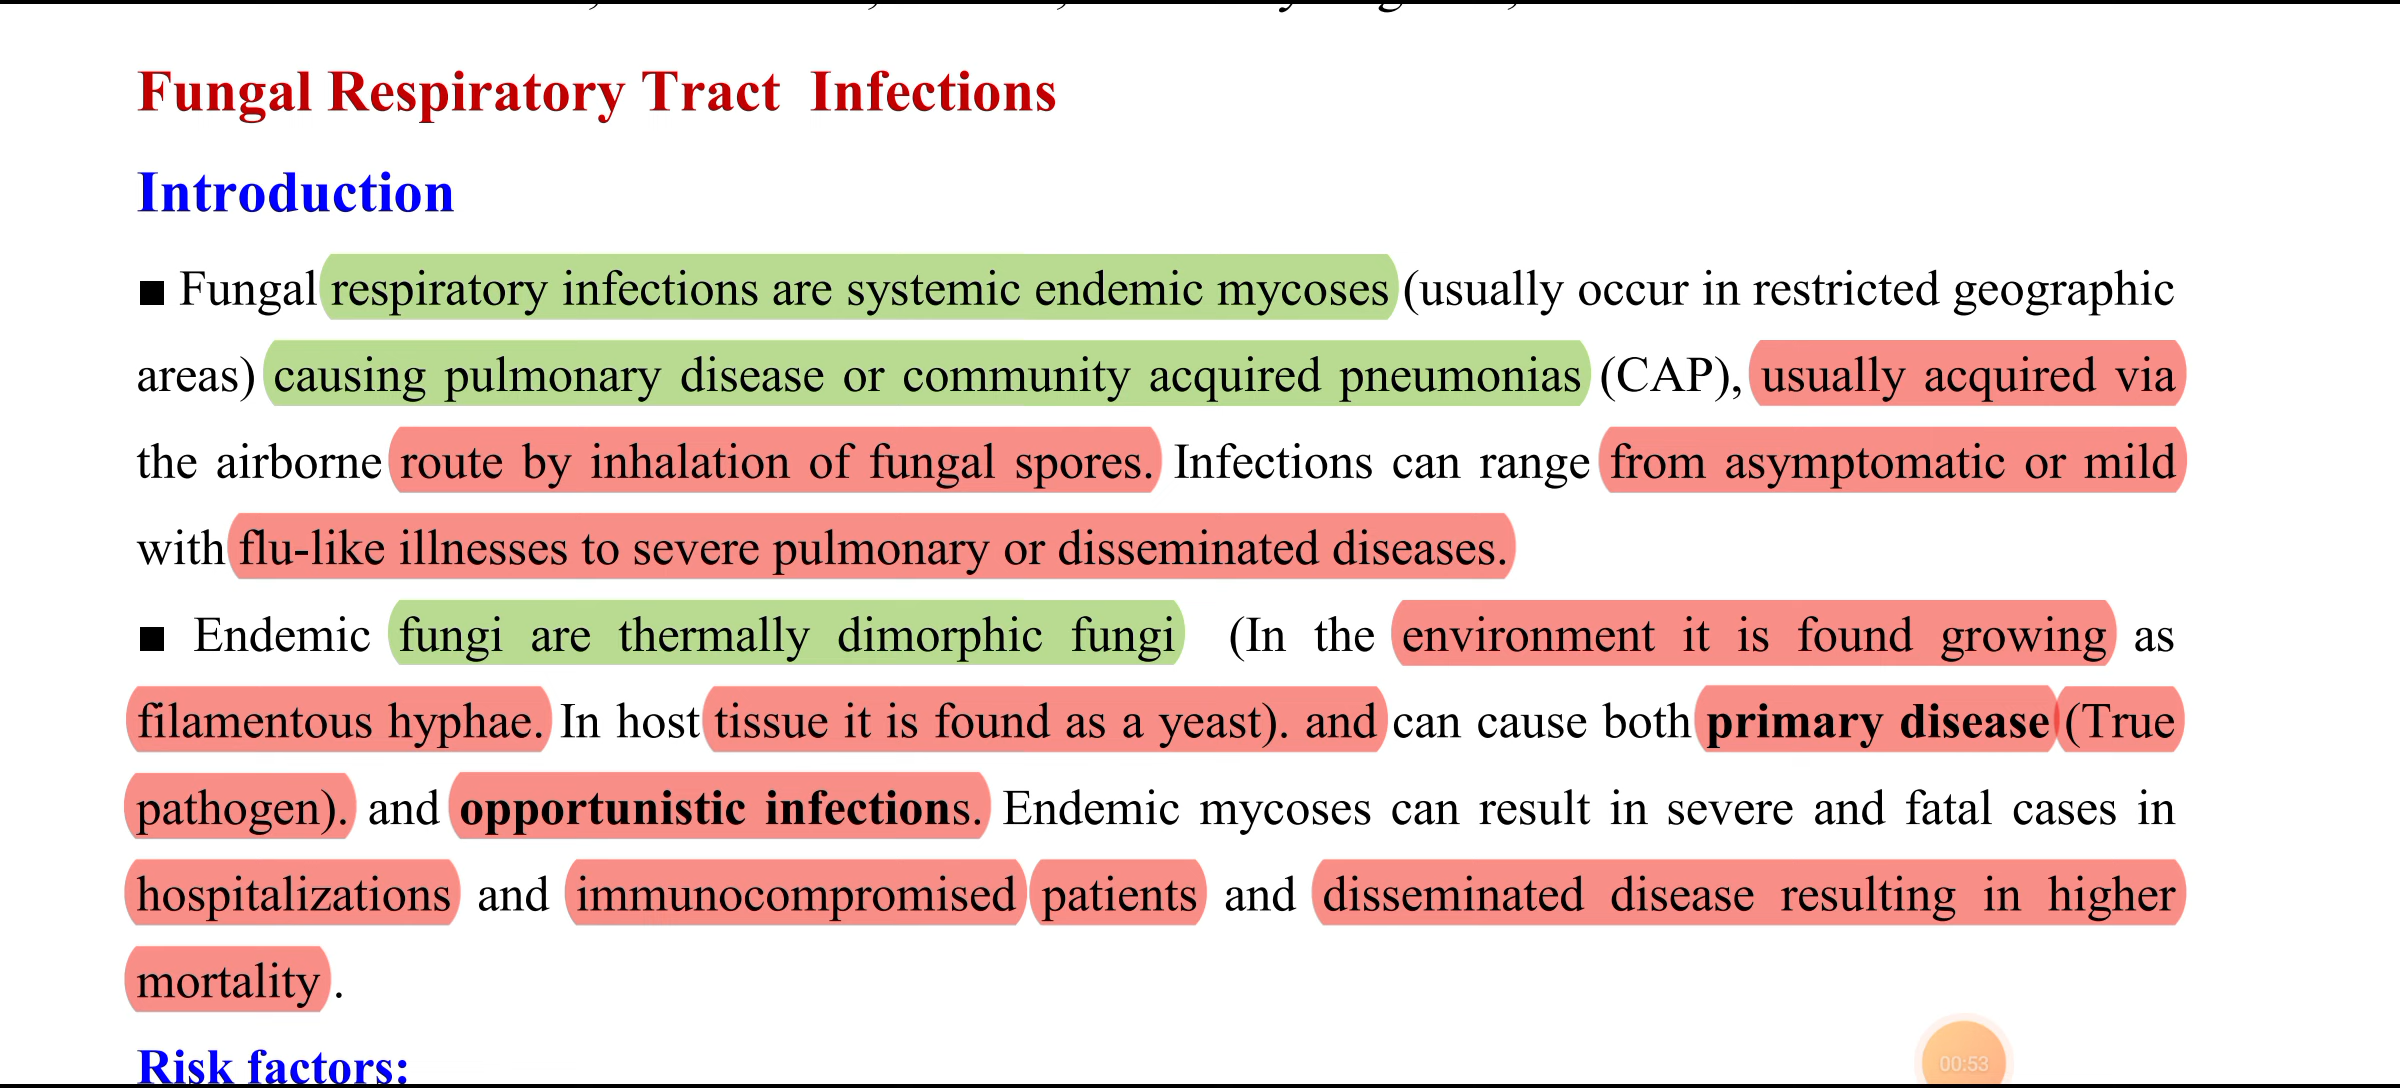 Fungal Respiratory Tract Infections
Introduction
■ Fungal respiratory infections are systemic endemic mycoses (usually occur in restricted geographic
areas) causing pulmonary disease or community acquired pneumonias (CAP), usually acquired via
the airborne route by inhalation of fungal spores. Infections can range from asymptomatic or mild
with flu-like illnesses to severe pulmonary or disseminated diseases.
■ Endemic fungi are thermally dimorphic fungi (In the environment it is found growing as
filamentous hyphae. In host tissue it is found as a yeast). and can cause both primary disease (True
pathogen). and opportunistic infections. Endemic mycoses can result in severe and fatal cases in
hospitalizations and immunocompromised patients and disseminated disease resulting in higher
mortality .
Risk factors:
00:53